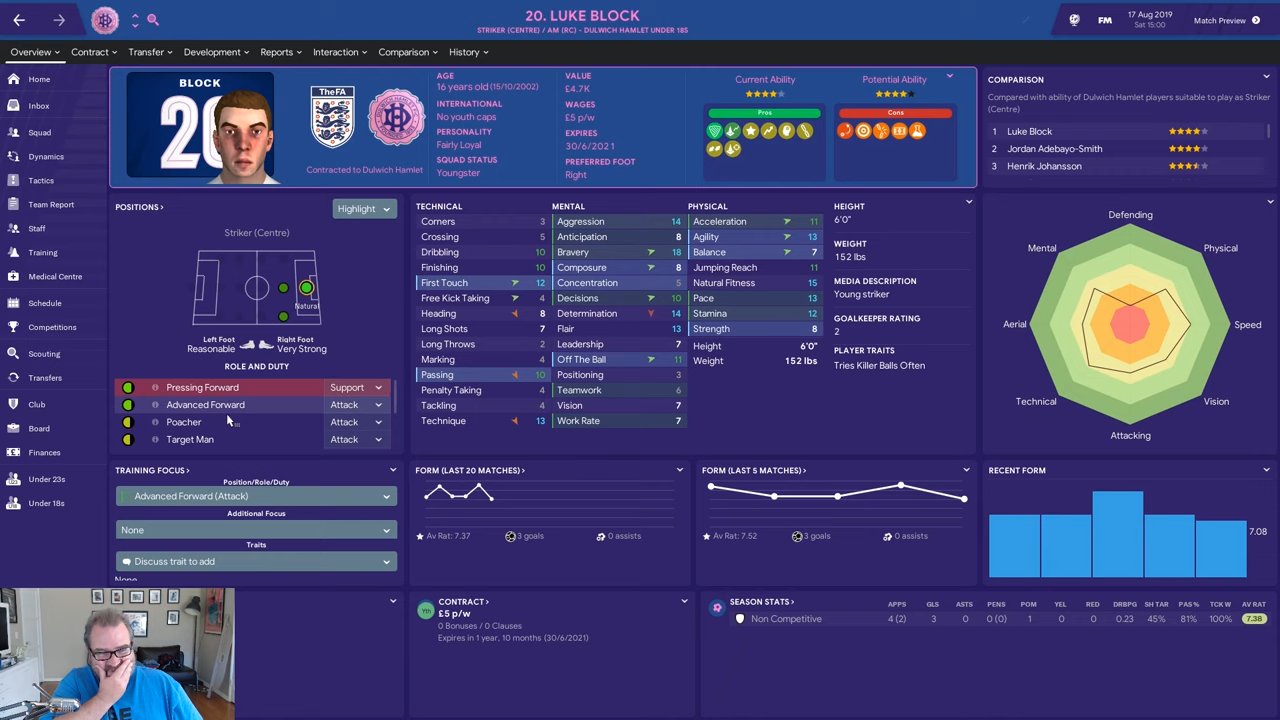 20. LUKE BLOCK
STRIKER (CENTRE) / AM (RC) - DULWICH HAMLET UNDER 18S
FM
17 Aug 2019
Sat 15:00
Match Preview
Overview
Contract
Transfer
Development
Reports
Interaction
Comparison
History
Home
Inbox
Squad
Dynamics
Tactics
Team Report
Staff
Training
Medical Centre
Schedule
Competitions
Scouting
Transfers
Club
Board
Finances
Under 23s
Under 18s
BLOCK
20
TheFA
Contracted to Dulwich Hamlet
AGE
16 years old (15/10/2002)
INTERNATIONAL
No youth caps
PERSONALITY
Fairly Loyal
SQUAD STATUS
Youngster
VALUE
£4.7K
WAGES
£5 p/w
EXPIRES
30/6/2021
PREFERRED FOOT
Right
Current Ability
Pros
Potential Ability
Cons
COMPARISON
Compared with ability of Dulwich Hamlet players suitable to play as Striker
(Centre)
1 Luke Block
2 Jordan Adebayo-Smith
3 Henrik Johansson
POSITIONS
Highlight
Striker (Centre)
Natural
Left Foot
Reasonable
Right Foot
Very Strong
ROLE AND DUTY
Pressing Forward Support
Advanced Forward Attack
Poacher Attack
Target Man Attack
TECHNICAL
Corners 3
Crossing 5
Dribbling 10
Finishing 10
First Touch 12
Free Kick Taking 4
Heading 8
Long Shots 7
Long Throws 2
Marking 4
Passing 10
Penalty Taking 4
Tackling 4
Technique 13
MENTAL
Aggression 14
Anticipation 8
Bravery 18
Composure 8
Concentration 5
Decisions 10
Determination 14
Flair 13
Leadership 7
Off The Ball 11
Positioning 3
Teamwork 6
Vision 7
Work Rate 7
PHYSICAL
Acceleration 11
Agility 13
Balance 7
Jumping Reach 11
Natural Fitness 15
Pace 13
Stamina 12
Strength 8
Height 6'0"
Weight 152 lbs
HEIGHT
6'0"
WEIGHT
152 lbs
MEDIA DESCRIPTION
Young striker
GOALKEEPER RATING
2
PLAYER TRAITS
Tries Killer Balls Often
Defending
Physical
Speed
Vision
Attacking
Technical
Aerial
Mental
TRAINING FOCUS
Position/Role/Duty
Advanced Forward (Attack)
Additional Focus
None
Traits
Discuss trait to add
None
FORM (LAST 20 MATCHES)
Av Rat: 7.37
3 goals
0 assists
FORM (LAST 5 MATCHES)
Av Rat: 7.52
3 goals
0 assists
RECENT FORM
7.08
CONTRACT
Yth
£5 p/w
0 Bonuses / 0 Clauses
Expires in 1 year, 10 months (30/6/2021)
SEASON STATS
APPS GLS ASTS PENS POM YEL RED DRBPG SH TAR PAS % TCK W AV RAT
Non Competitive 4 (2) 3 0 0 (0) 1 0 0 0.23 45% 81% 100% 7.38